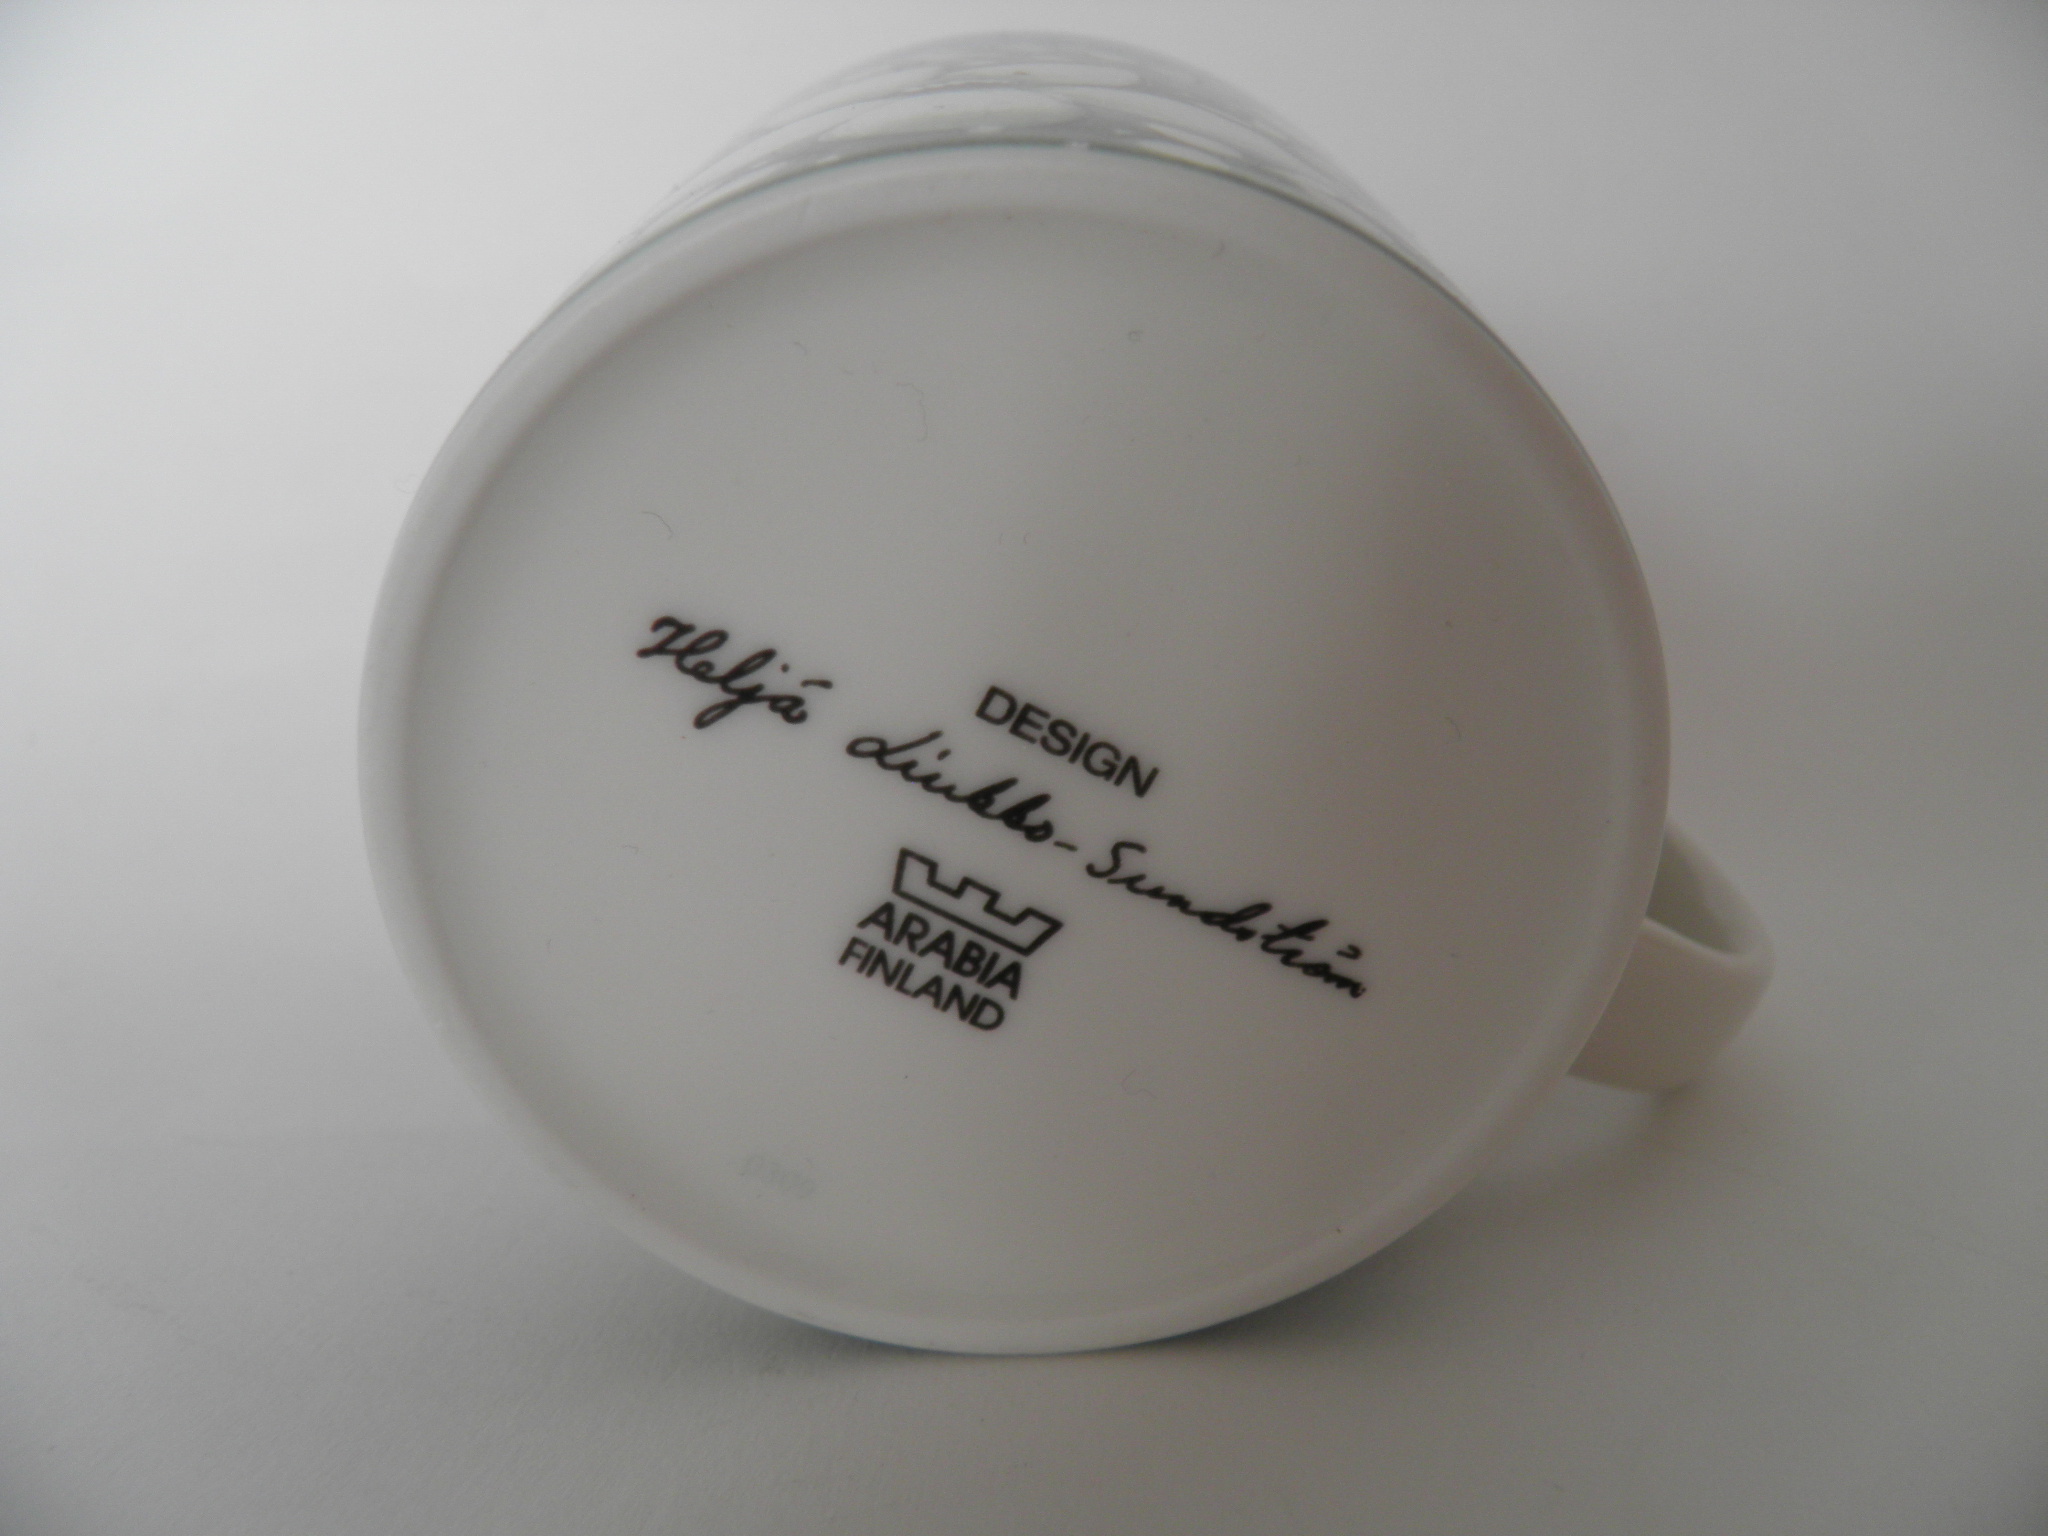 DESIGN
Heljä Liukko-Sundström
ARABIA
FINLAND